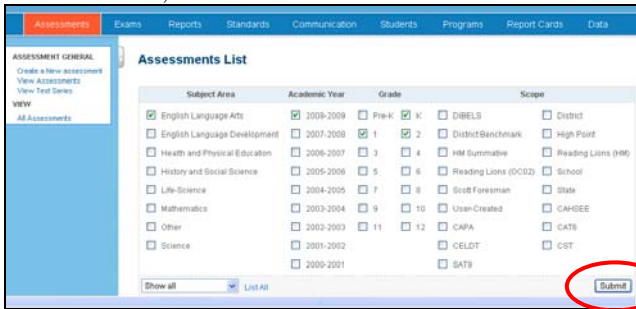 Assessments Exams Reports Standards Communication Students Programs Report Cards Data
ASSESSMENT GENERAL
Create a New assessment
View Assessments
View Test Series
VIEW
All Assessments
Assessments List
Subject Area Academic Year Grade Scope
English Language Arts 2008-2009 Pre-K K DIBELS District
English Language Development 2007-2008 1 2 District Benchmark High Point
Health and Physical Education 2006-2007 3 4 HM Summative Reading Lions (HM)
History and Social Science 2005-2006 5 6 Reading Lions (OC02) School
Life-Science 2004-2005 7 8 Scott Foresman State
Mathematics 2003-2004 9 10 User-Created CAHSEE
Other 2002-2003 11 12 CAPA CAT6
Science 2001-2002 CELDT CST
2000-2001 SAT9
Show all List All Submit